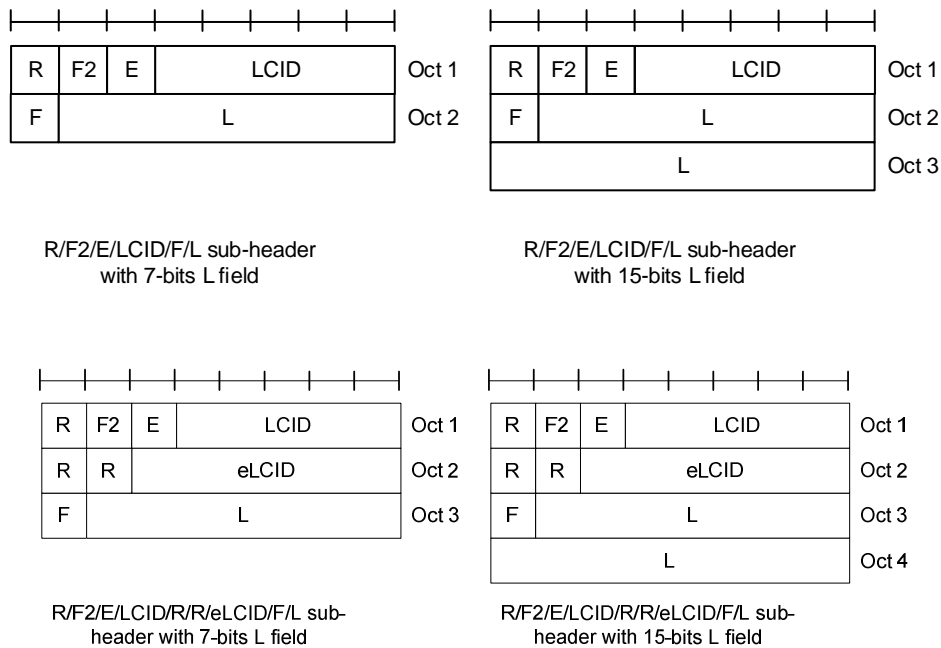 R F2 E LCID Oct 1
F L Oct 2
R/F2/E/LCID/F/L sub-header
with 7-bits L field
R F2 E LCID Oct 1
F L Oct 2
L Oct 3
R/F2/E/LCID/F/L sub-header
with 15-bits L field
R F2 E LCID Oct 1
R R eLCID Oct 2
F L Oct 3
R/F2/E/LCID/R/R/eLCID/F/L sub-
header with 7-bits L field
R F2 E LCID Oct 1
R R eLCID Oct 2
F L Oct 3
L Oct 4
R/F2/E/LCID/R/R/eLCID/F/L sub-
header with 15-bits L field